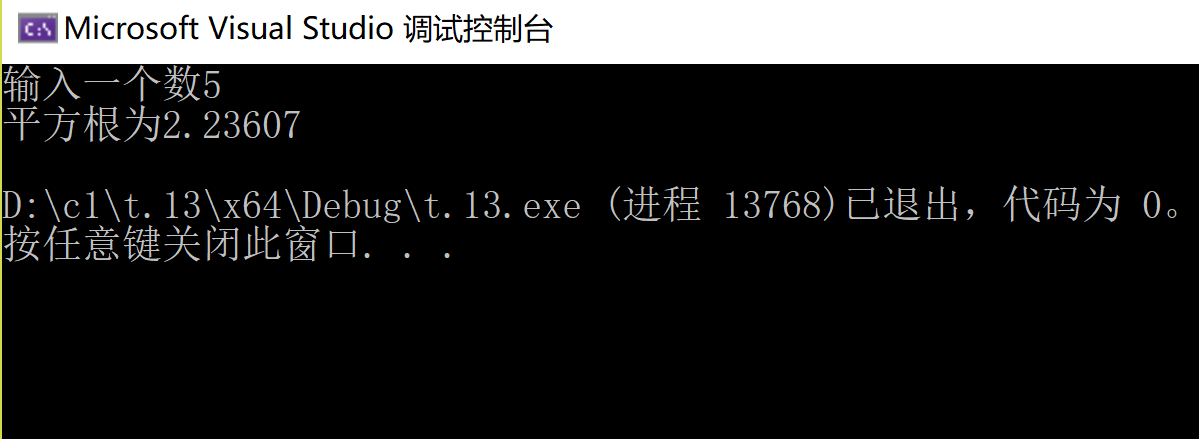 Microsoft Visual Studio 调试控制台
输入一个数5
平方根为2.23607
D:\c1\t.13\x64\Debug\t.13.exe (进程 13768)已退出，代码为 0。
按任意键关闭此窗口. . .